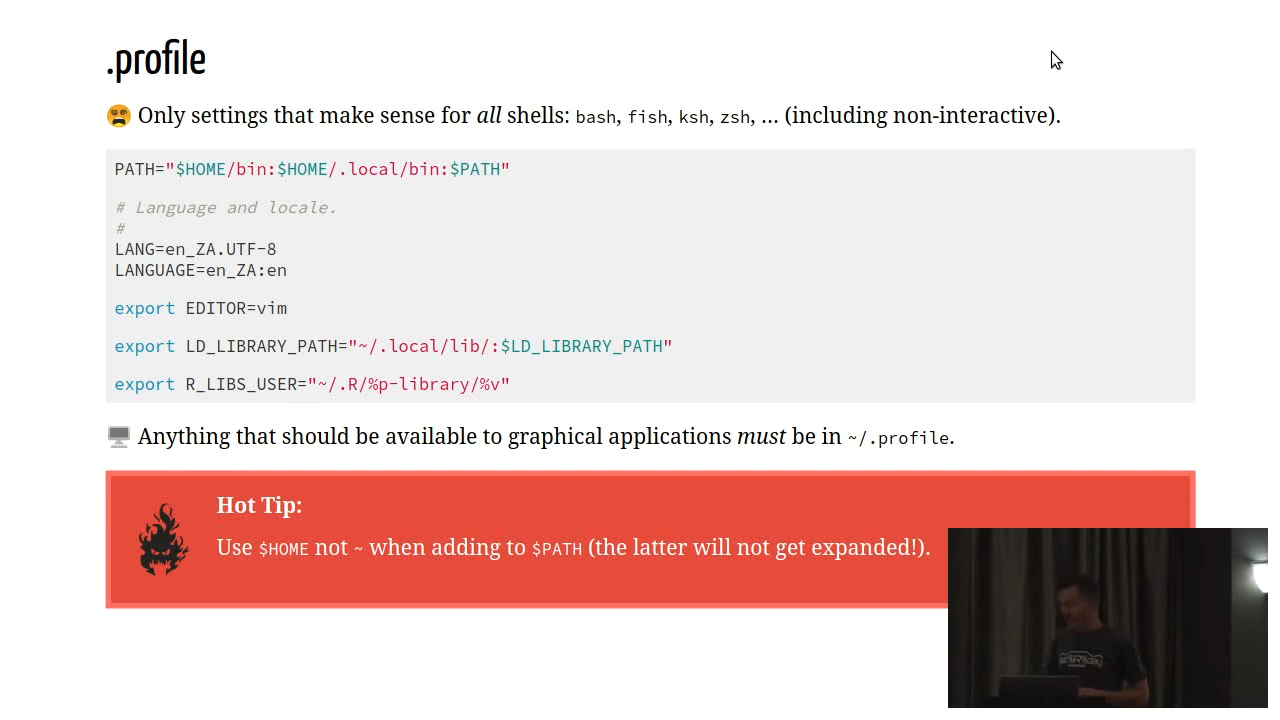 .profile
Only settings that make sense for all shells: bash, fish, ksh, zsh, … (including non-interactive).
PATH="$HOME/bin:$HOME/.local/bin:$PATH"
# Language and locale.
#
LANG=en_ZA.UTF-8
LANGUAGE=en_ZA:en
export EDITOR=vim
export LD_LIBRARY_PATH="~/.local/lib/:$LD_LIBRARY_PATH"
export R_LIBS_USER="~/.R/%p-library/%v"
Anything that should be available to graphical applications must be in ~/.profile.
Hot Tip:
Use $HOME not ~ when adding to $PATH (the latter will not get expanded!).